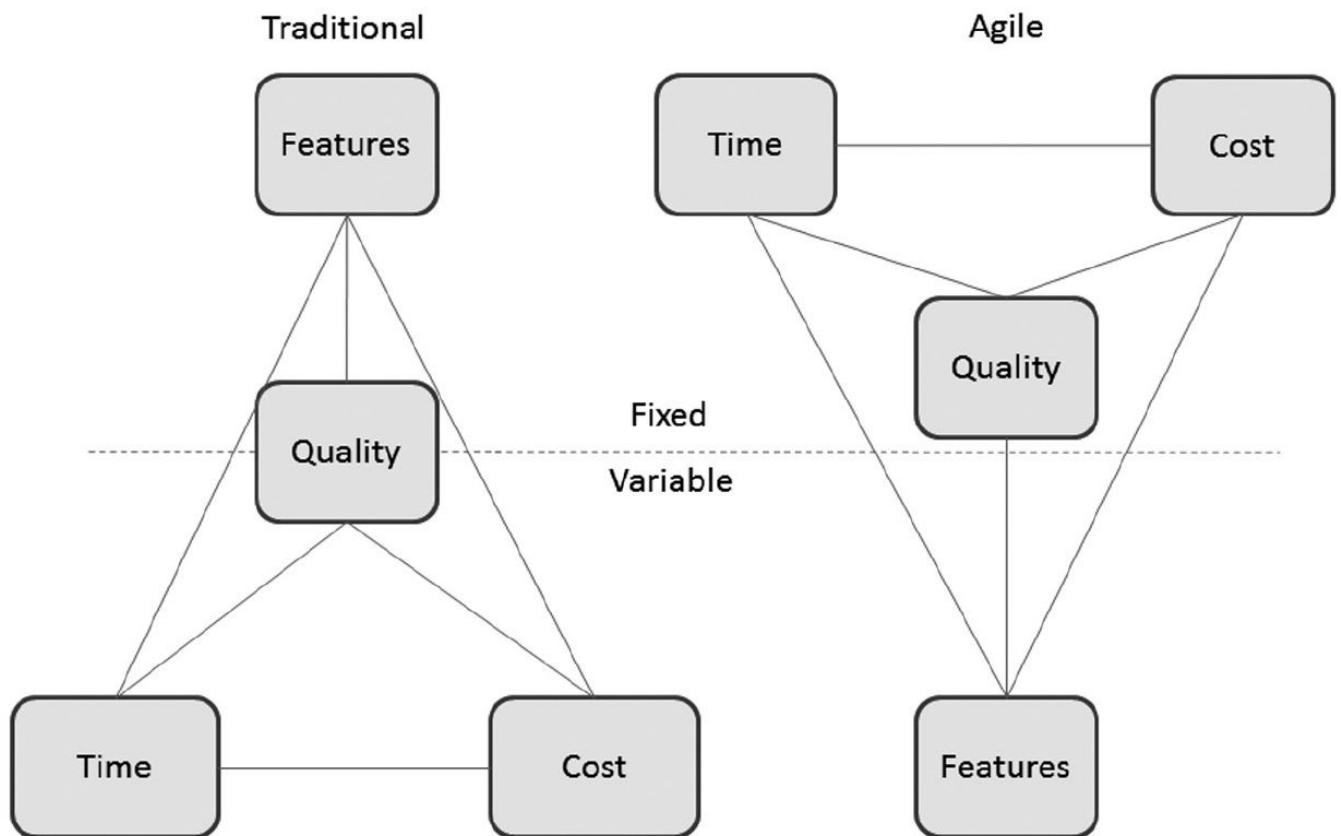 Traditional
Agile
Features
Time
Cost
Quality
Fixed
Quality
Variable
Time
Cost
Features